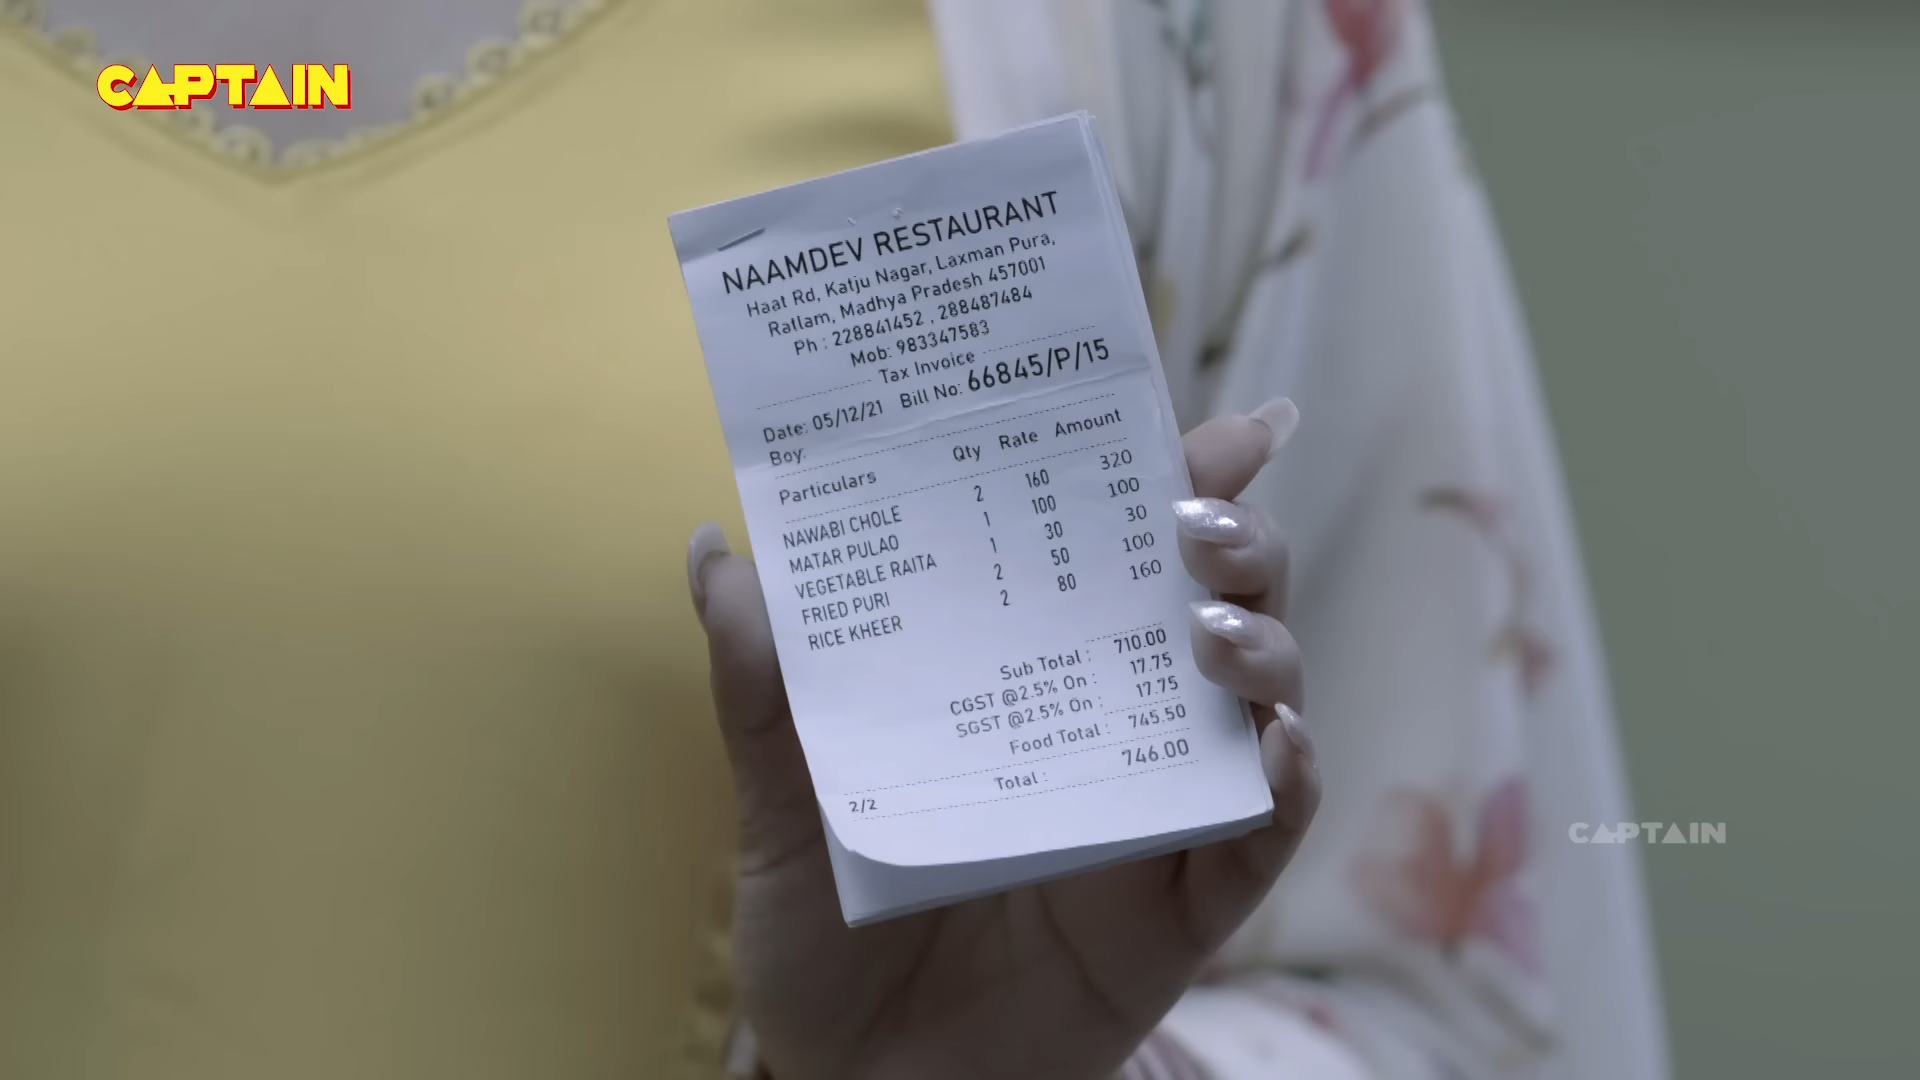 CAPTAIN
NAAMDEV RESTAURANT
Haat Rd, Katju Nagar, Laxman Pura,
Ratlam, Madhya Pradesh 457001
Ph : 228841452 , 288487484
Mob: 983347583
Tax Invoice
Date: 05/12/21 Bill No: 66845/P/15
Boy:
Particulars Qty Rate Amount
NAWABI CHOLE 2 160 320
MATAR PULAO 1 100 100
VEGETABLE RAITA 1 30 30
FRIED PURI 2 50 100
RICE KHEER 2 80 160
Sub Total : 710.00
CGST @2.5% On : 17.75
SGST @2.5% On : 17.75
Food Total : 745.50
Total : 746.00
2/2
CAPTAIN